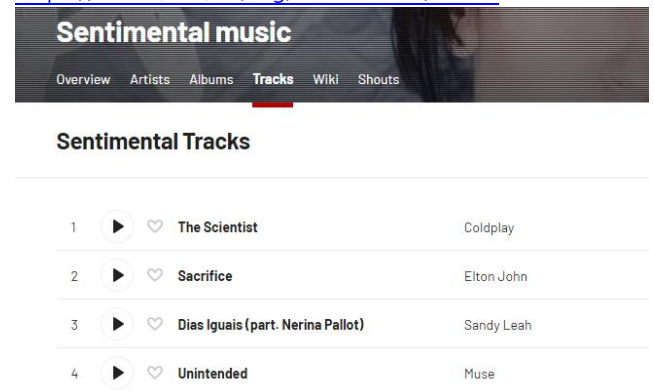 Sentimental music
Overview Artists Albums Tracks Wiki Shouts
Sentimental Tracks
1 The Scientist Coldplay
2 Sacrifice Elton John
3 Dias Iguais (part. Nerina Pallot) Sandy Leah
4 Unintended Muse